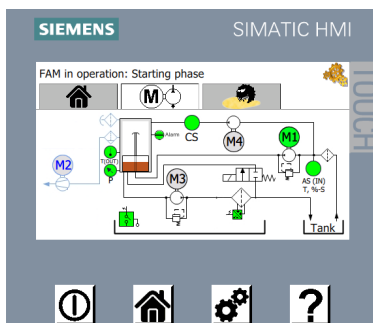 SIEMENS
SIMATIC HMI
TOUCH
FAM in operation: Starting phase
M
Alarm
CS
M4
M1
T(OUT)
P
M2
M3
AS (IN)
T, %-S
Tank
?